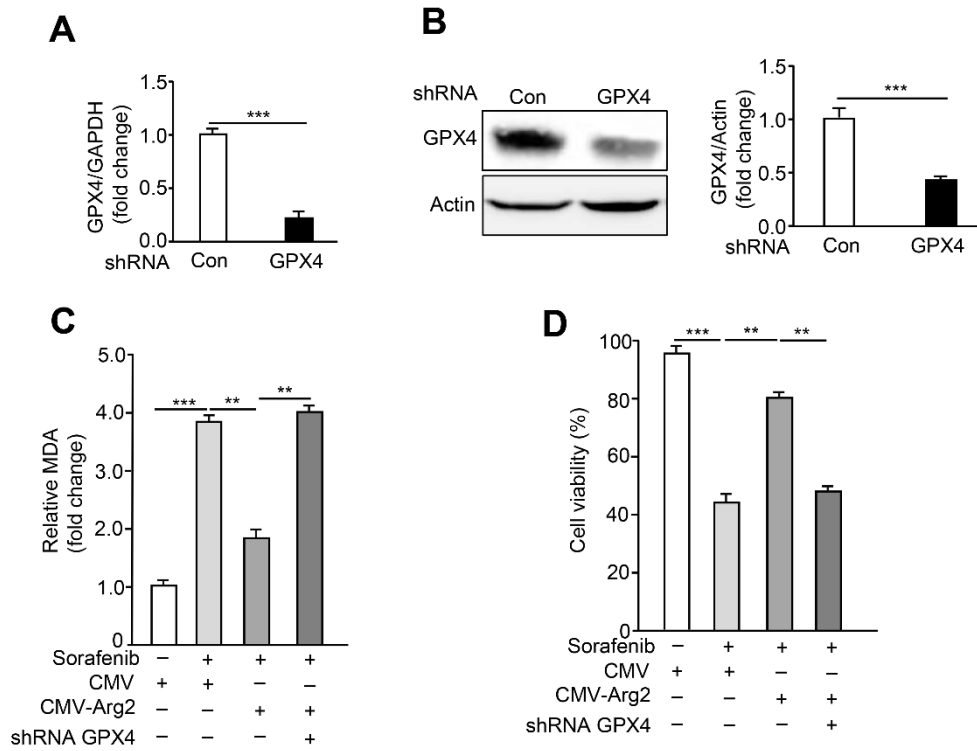 A
GPX4/GAPDH
(fold change)
1.5
1.0
0.5
0.0
***
shRNA
Con
GPX4
B
shRNA
Con
GPX4
GPX4
Actin
GPX4/Actin
(fold change)
1.5
1.0
0.5
0.0
***
shRNA
Con
GPX4
C
Relative MDA
(fold change)
5.0
4.0
3.0
2.0
1.0
0
*** ** **
Sorafenib – + + +
CMV + + – –
CMV-Arg2 – – + +
shRNA GPX4 – – – +
D
Cell viability (%)
100
80
60
40
20
0
*** ** **
Sorafenib – + + +
CMV + + – –
CMV-Arg2 – – + +
shRNA GPX4 – – – +